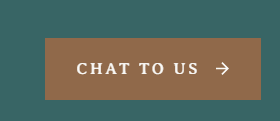 CHAT TO US →